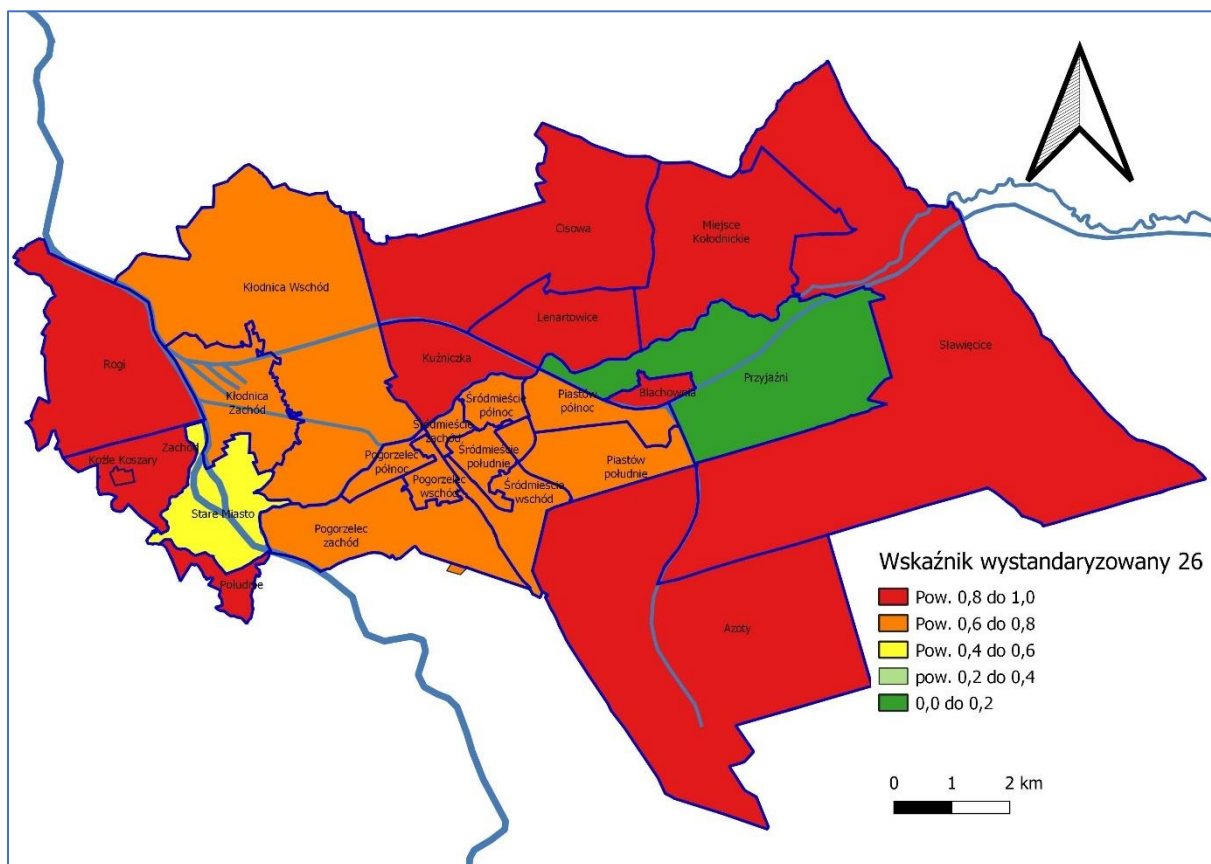 Cisowa
Miejsce
Kołodnickie
Kłodnica Wschód
Lenartowice
Sławięcice
Rogi
Kuźniczka
Przyjaźni
Blachownia
Kłodnica
Zachód
Śródmieście
północ
Piastów
północ
Śródmieście
zachód
Zachód
Koźle Koszary
Pogorzelec
północ
Śródmieście
południe
Piastów
południe
Pogorzelec
wschód
Śródmieście
wschód
Stare Miasto
Pogorzelec
zachód
Południe
Azoty
Wskaźnik wystandaryzowany 26
Pow. 0,8 do 1,0
Pow. 0,6 do 0,8
Pow. 0,4 do 0,6
pow. 0,2 do 0,4
0,0 do 0,2
0 1 2 km